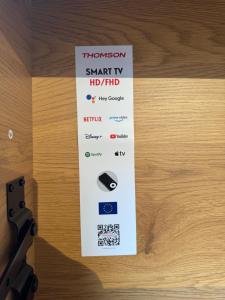 THOMSON
SMART TV
HD/FHD
Hey Google
NETFLIX
prime video
Disney+
YouTube
Spotify
tv